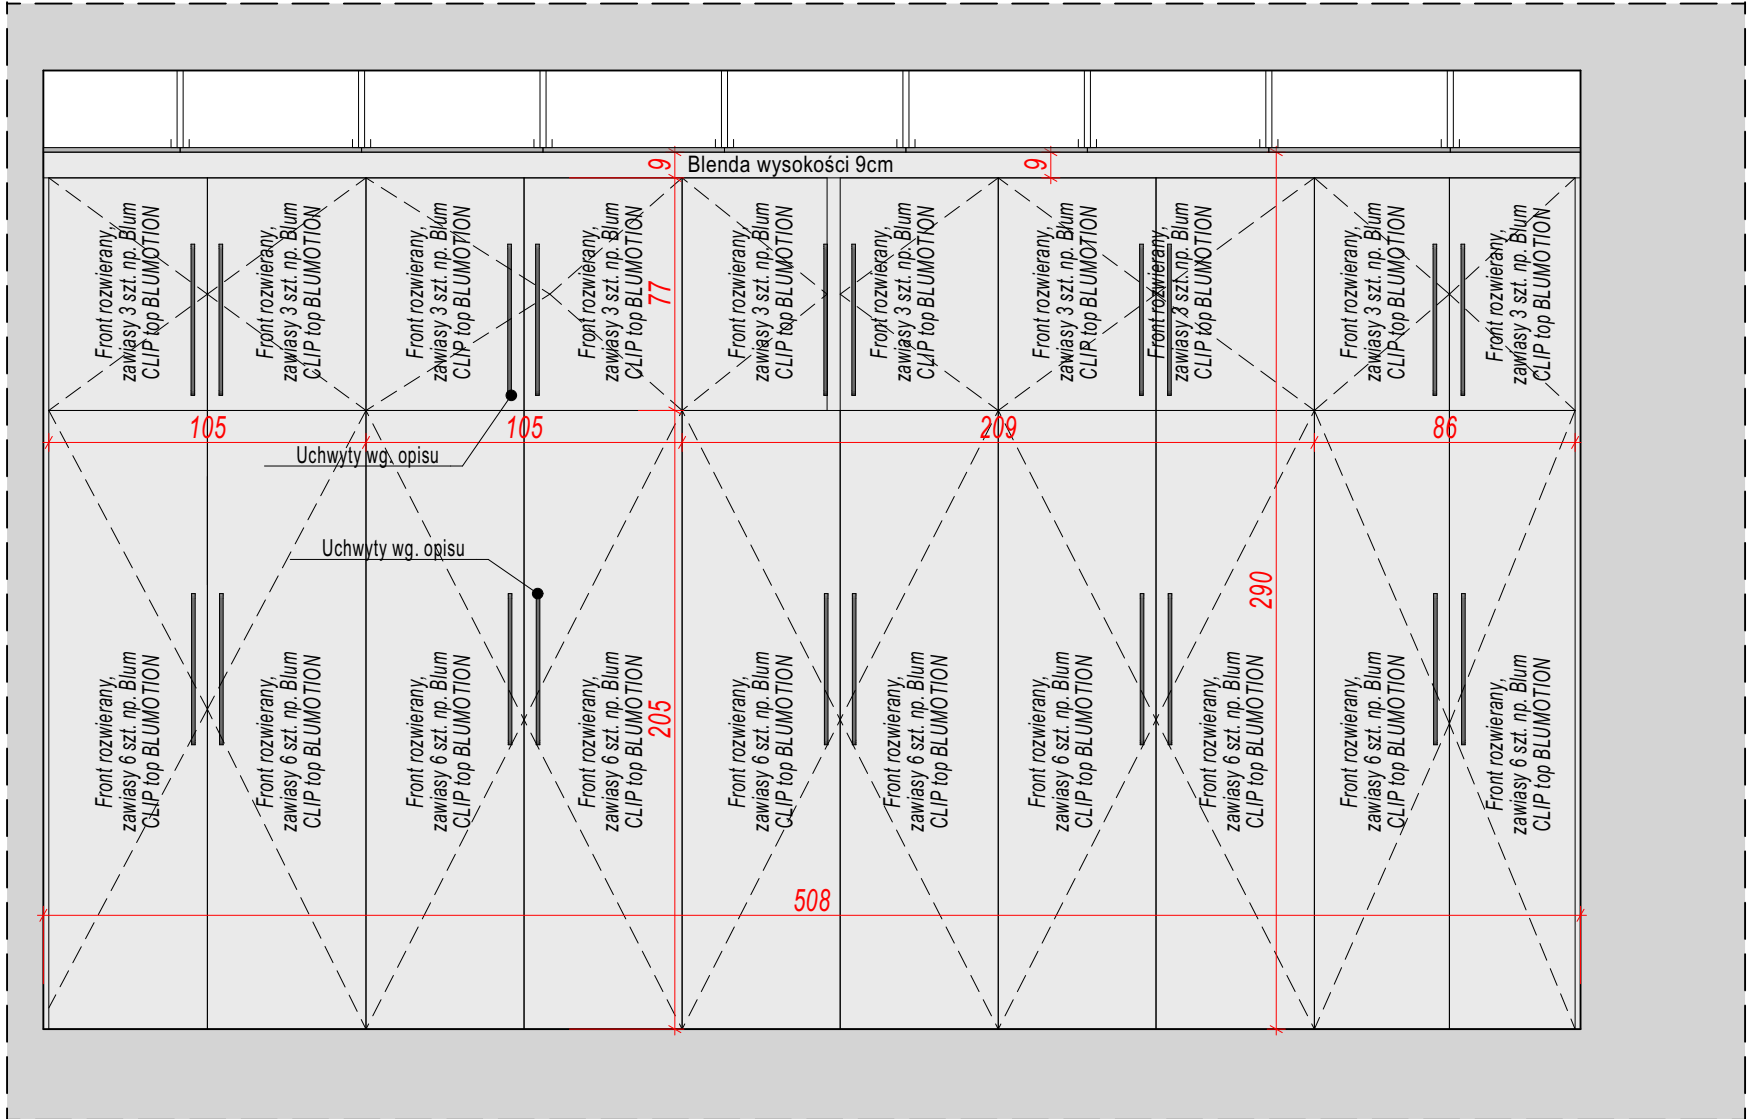 9
Blenda wysokości 9cm
9
Front rozwierany,
zawiasy 3 szt. np. Blum
CLIP top BLUMOTION
Front rozwierany,
zawiasy 3 szt. np. Blum
CLIP top BLUMOTION
Front rozwierany,
zawiasy 3 szt. np. Blum
CLIP top BLUMOTION
Front rozwierany,
zawiasy 3 szt. np. Blum
CLIP top BLUMOTION
77
Front rozwierany,
zawiasy 3 szt. np. Blum
CLIP top BLUMOTION
Front rozwierany,
zawiasy 3 szt. np. Blum
CLIP top BLUMOTION
Front rozwierany,
zawiasy 3 szt. np. Blum
CLIP top BLUMOTION
Front rozwierany,
zawiasy 3 szt. np. Blum
CLIP top BLUMOTION
Front rozwierany,
zawiasy 3 szt. np. Blum
CLIP top BLUMOTION
Front rozwierany,
zawiasy 3 szt. np. Blum
CLIP top BLUMOTION
105
105
209
86
Uchwyty wg. opisu
Uchwyty wg. opisu
290
Front rozwierany,
zawiasy 6 szt. np. Blum
CLIP top BLUMOTION
Front rozwierany,
zawiasy 6 szt. np. Blum
CLIP top BLUMOTION
Front rozwierany,
zawiasy 6 szt. np. Blum
CLIP top BLUMOTION
Front rozwierany,
zawiasy 6 szt. np. Blum
CLIP top BLUMOTION
205
Front rozwierany,
zawiasy 6 szt. np. Blum
CLIP top BLUMOTION
Front rozwierany,
zawiasy 6 szt. np. Blum
CLIP top BLUMOTION
Front rozwierany,
zawiasy 6 szt. np. Blum
CLIP top BLUMOTION
Front rozwierany,
zawiasy 6 szt. np. Blum
CLIP top BLUMOTION
Front rozwierany,
zawiasy 6 szt. np. Blum
CLIP top BLUMOTION
Front rozwierany,
zawiasy 6 szt. np. Blum
CLIP top BLUMOTION
508